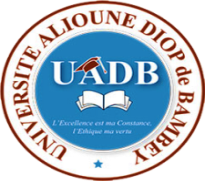 UNIVERSITE ALIOUNE DIOP de BAMBEY
UADB
L'Excellence est ma Constance,
l'Ethique ma vertu